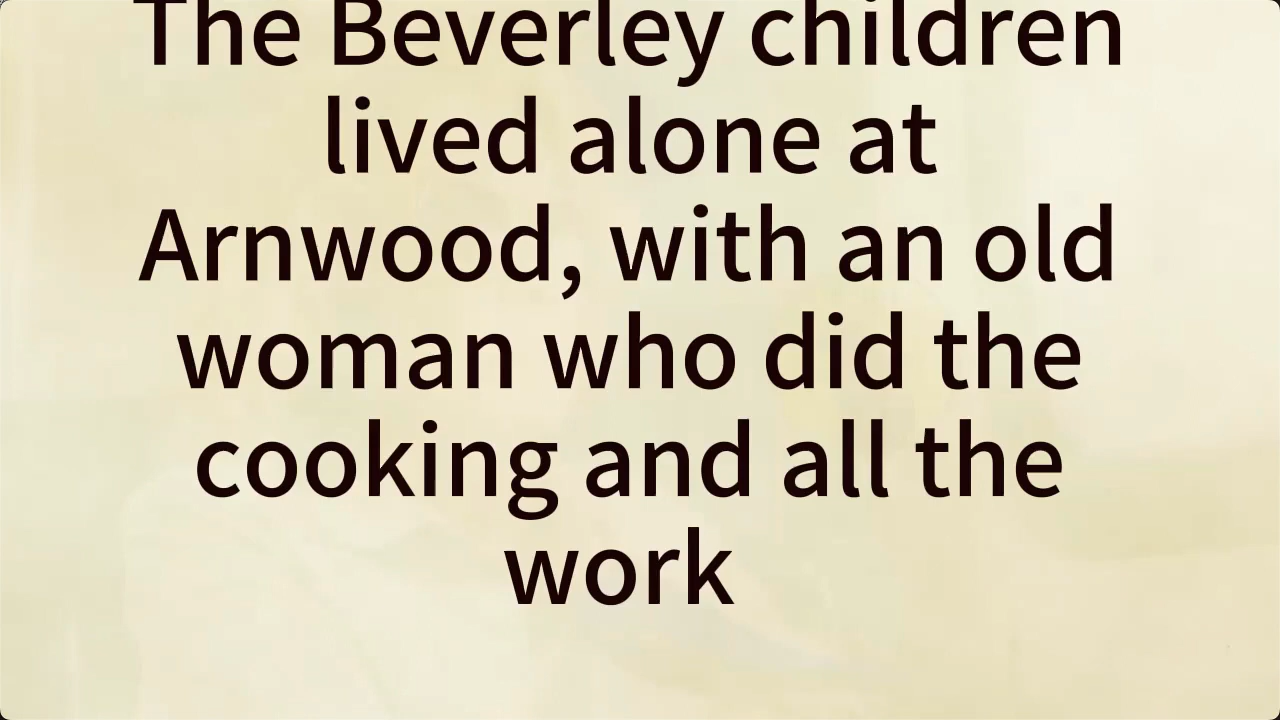 The Beverley children
lived alone at
Arnwood, with an old
woman who did the
cooking and all the
work